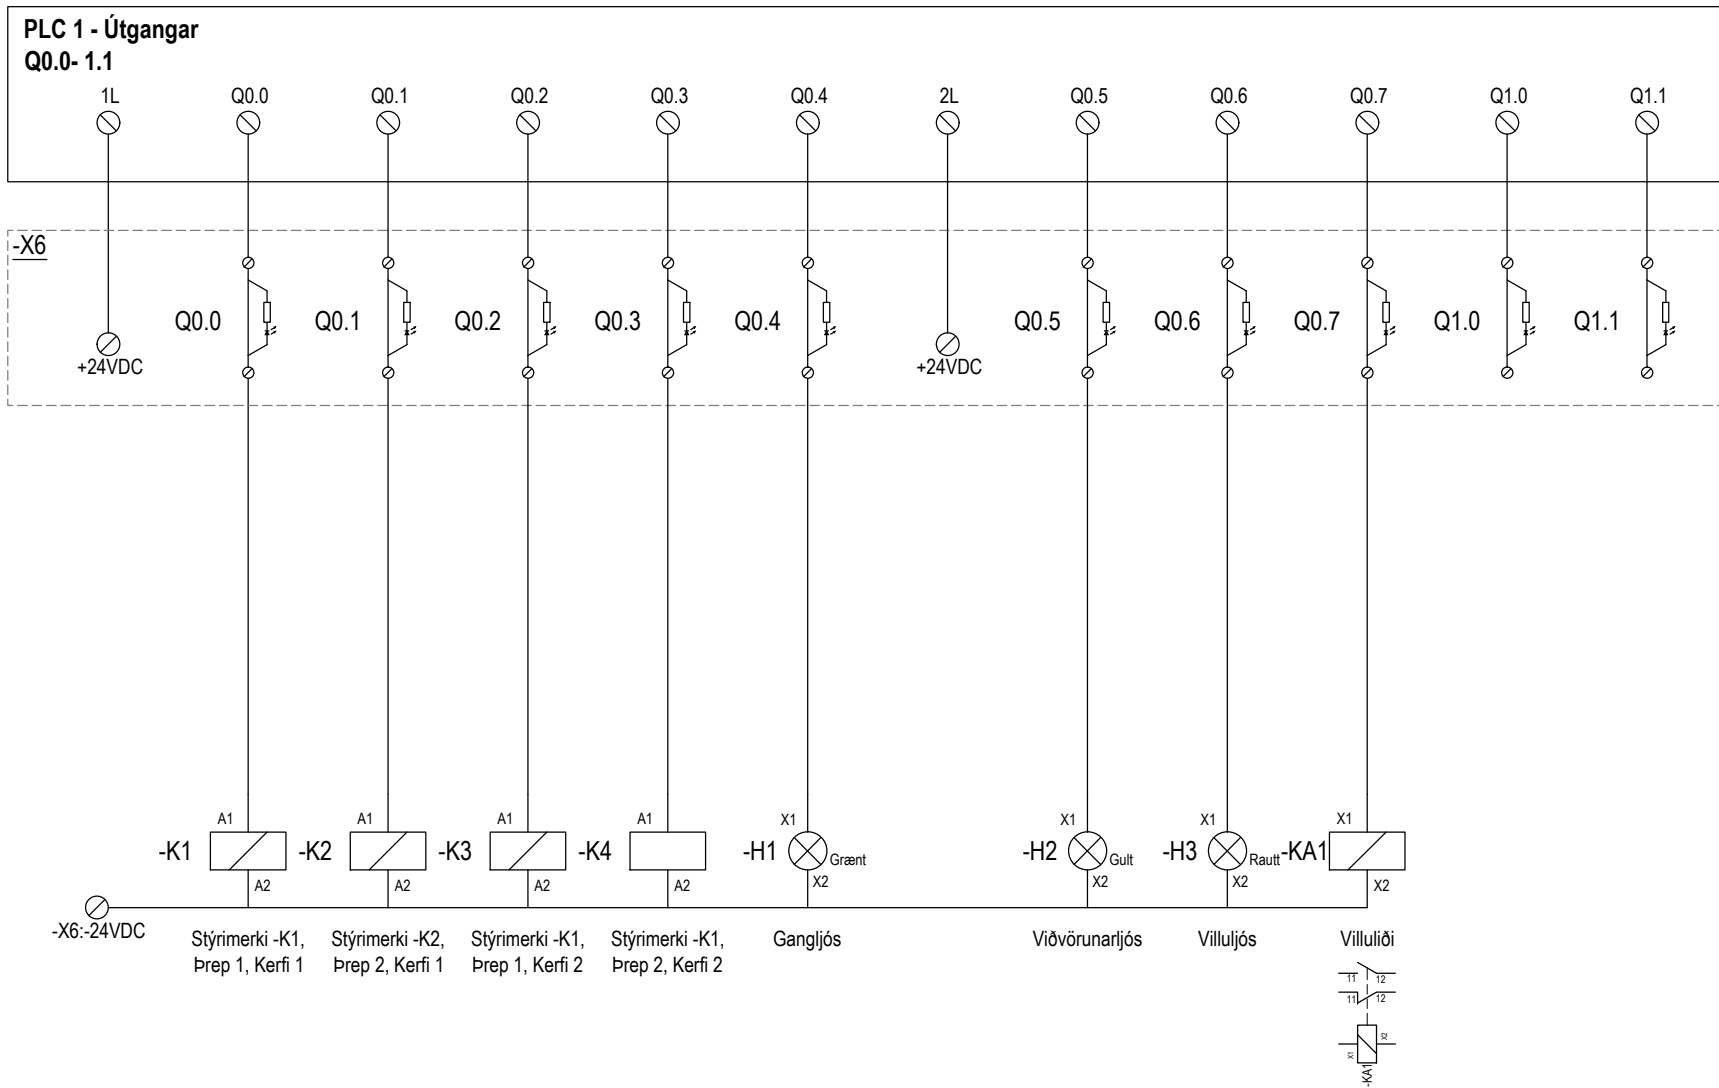 PLC 1 - Útgangar
Q0.0- 1.1
1L Q0.0 Q0.1 Q0.2 Q0.3 Q0.4 2L Q0.5 Q0.6 Q0.7 Q1.0 Q1.1
-X6
Q0.0 Q0.1 Q0.2 Q0.3 Q0.4 Q0.5 Q0.6 Q0.7 Q1.0 Q1.1
+24VDC +24VDC
A1 A1 A1 A1 X1 X1 X1 X1
-K1 -K2 -K3 -K4 -H1 Grænt -H2 Gult -H3 Rautt -KA1
A2 A2 A2 A2 X2 X2 X2 X2
-X6:-24VDC
Stýrimerki -K1,
Þrep 1, Kerfi 1
Stýrimerki -K2,
Þrep 2, Kerfi 1
Stýrimerki -K1,
Þrep 1, Kerfi 2
Stýrimerki -K1,
Þrep 2, Kerfi 2
Gangljós
Viðvörunarljós
Villuljós
Villuliði
11 12
11 12
X1 X2
-KA1